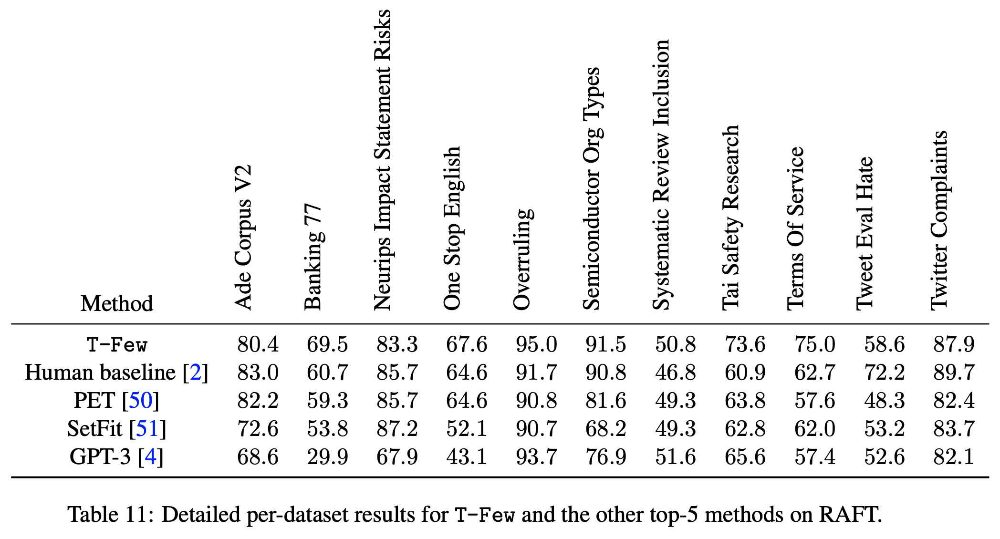 Method Ade Corpus V2 Banking 77 Neurips Impact Statement Risks One Stop English Overruling Semiconductor Org Types Systematic Review Inclusion Tai Safety Research Terms Of Service Tweet Eval Hate Twitter Complaints
T-Few 80.4 69.5 83.3 67.6 95.0 91.5 50.8 73.6 75.0 58.6 87.9
Human baseline [2] 83.0 60.7 85.7 64.6 91.7 90.8 46.8 60.9 62.7 72.2 89.7
PET [50] 82.2 59.3 85.7 64.6 90.8 81.6 49.3 63.8 57.6 48.3 82.4
SetFit [51] 72.6 53.8 87.2 52.1 90.7 68.2 49.3 62.8 62.0 53.2 83.7
GPT-3 [4] 68.6 29.9 67.9 43.1 93.7 76.9 51.6 65.6 57.4 52.6 82.1
Table 11: Detailed per-dataset results for T-Few and the other top-5 methods on RAFT.